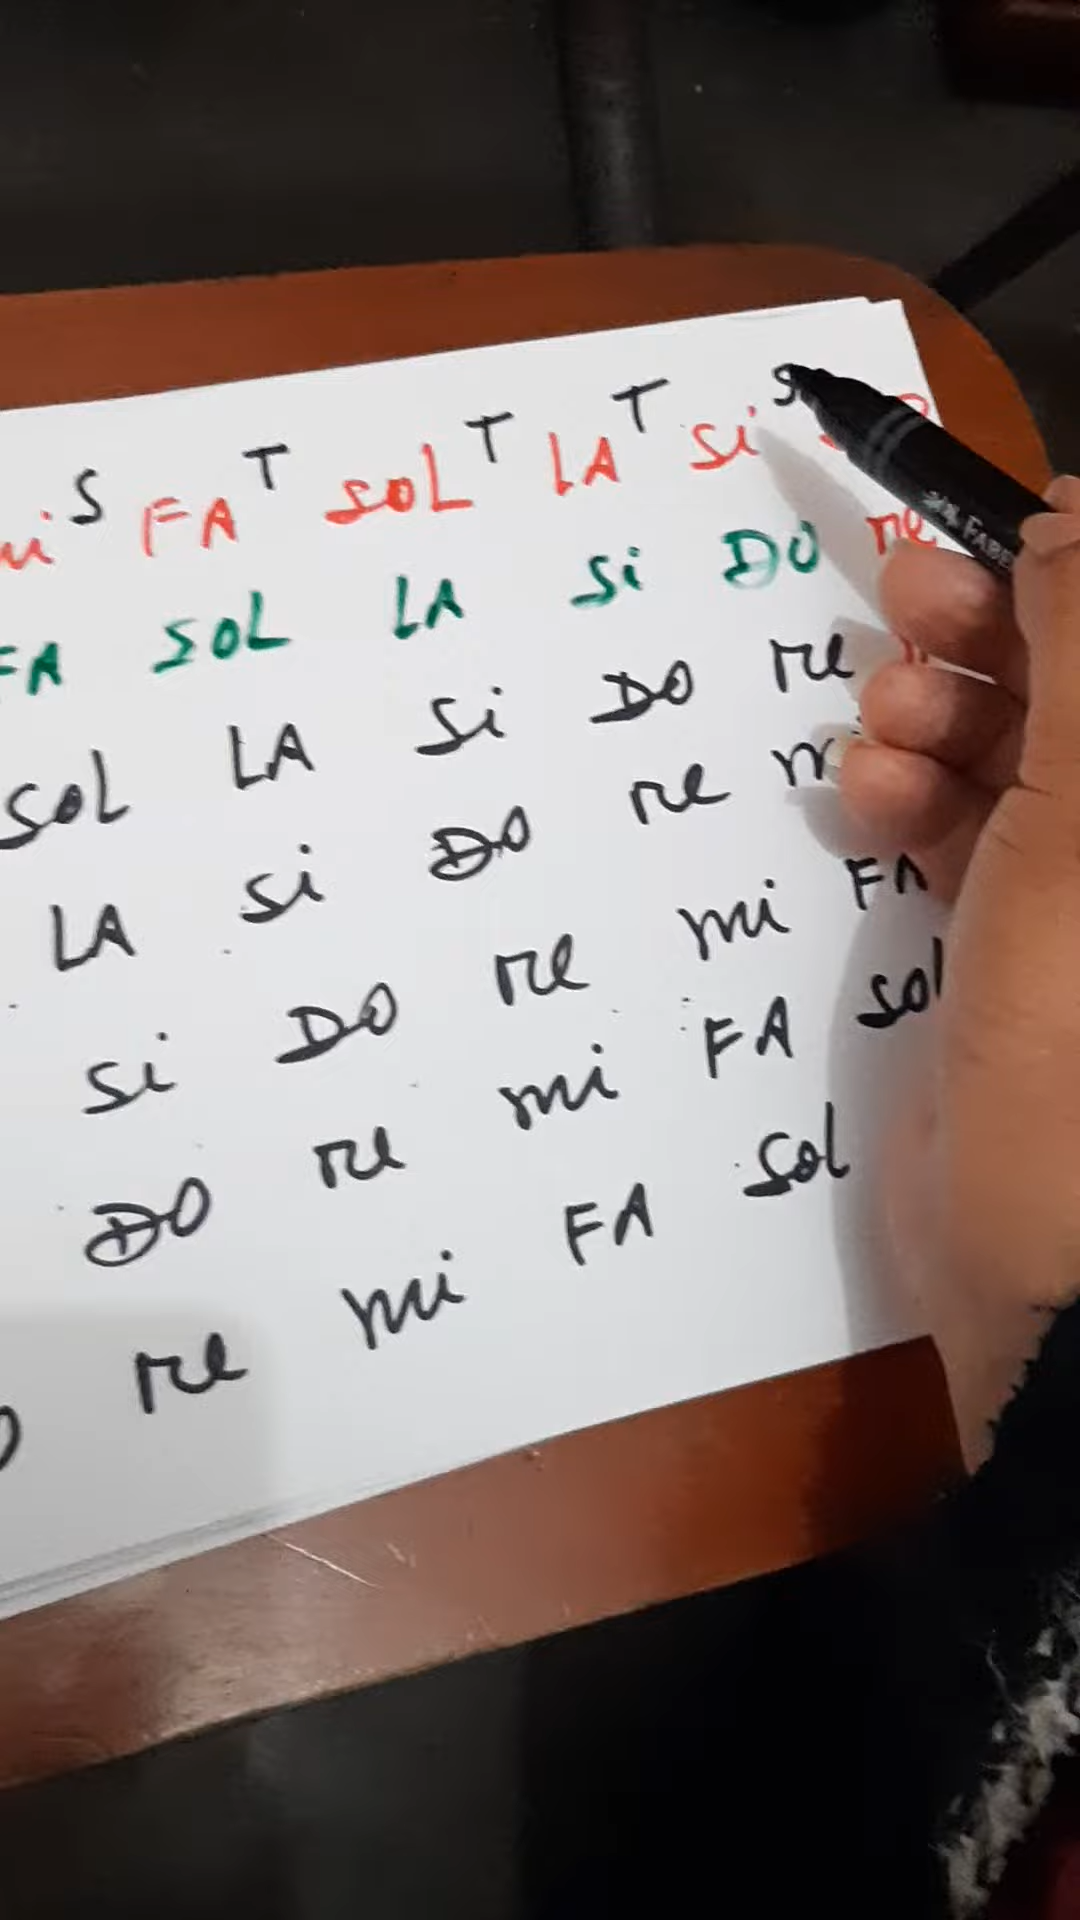 S FA T SOL T LA T Si S
FA SOL LA Si DO re
SOL LA Si DO re
LA Si DO re mi
Si DO re mi FA
DO re mi FA SOL
re mi FA SOL
FABE